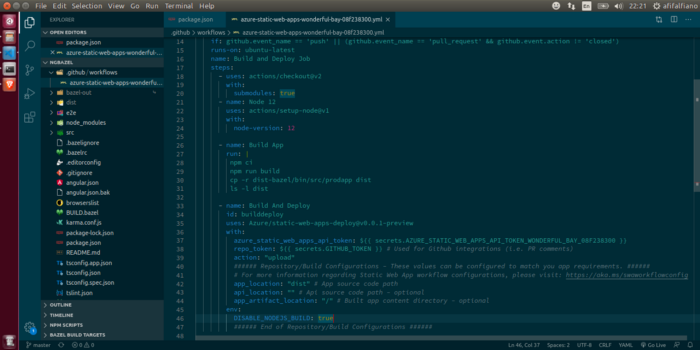 File Edit Selection View Go Run Terminal Help
22:21 afifalfiano
EXPLORER
package.json
azure-static-web-apps-wonderful-bay-08f238300.yml
.github > workflows > azure-static-web-apps-wonderful-bay-08f238300.yml
OPEN EDITORS
package.json
azure-static-web-apps-wonderful-...
NGBAZEL
.github / workflows
azure-static-web-apps-wonderf...
bazel-out
dist
e2e
node_modules
src
.bazelignore
.bazelrc
.editorconfig
.gitignore
angular.json
angular.json.bak
browserslist
BUILD.bazel
karma.conf.js
package-lock.json
package.json
README.md
tsconfig.app.json
tsconfig.json
tsconfig.spec.json
tslint.json
OUTLINE
TIMELINE
NPM SCRIPTS
BAZEL BUILD TARGETS
14 if: github.event_name == "push" || (github.event_name == "pull_request" && github.event.action != "closed")
15 runs-on: ubuntu-latest
16 name: Build and Deploy Job
17 steps:
18 - uses: actions/checkout@v2
19 with:
20 submodules: true
21 - name: Node 12
22 uses: actions/setup-node@v1
23 with:
24 node-version: 12
25
26 - name: Build App
27 run: |
28 npm ci
29 npm run build
30 cp -r dist-bazel/bin/src/prodapp dist
31 ls -l dist
32
33 - name: Build And Deploy
34 id: builddeploy
35 uses: Azure/static-web-apps-deploy@v0.0.1-preview
36 with:
37 azure_static_web_apps_api_token: ${{ secrets.AZURE_STATIC_WEB_APPS_API_TOKEN_WONDERFUL_BAY_08F238300 }}
38 repo_token: ${{ secrets.GITHUB_TOKEN }} # Used for Github integrations (i.e. PR comments)
39 action: "upload"
40 ###### Repository/Build Configurations - These values can be configured to match you app requirements. ######
41 # For more information regarding Static Web App workflow configurations, please visit: https://aka.ms/swaworkflowconfig
42 app_location: "dist" # App source code path
43 api_location: "" # Api source code path - optional
44 app_artifact_location: "/" # Built app content directory - optional
45 env:
46 DISABLE_NODEJS_BUILD: true
47 ###### End of Repository/Build Configurations ######
48
master 0 0 Ln 46, Col 37 Spaces: 2 UTF-8 CRLF YAML Go Live